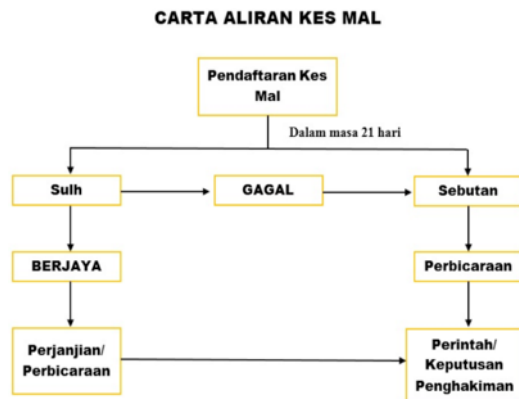 CARTA ALIRAN KES MAL
Pendaftaran Kes
Mal
Dalam masa 21 hari
Sulh
GAGAL
Sebutan
BERJAYA
Perbicaraan
Perjanjian/
Perbicaraan
Perintah/
Keputusan
Penghakiman